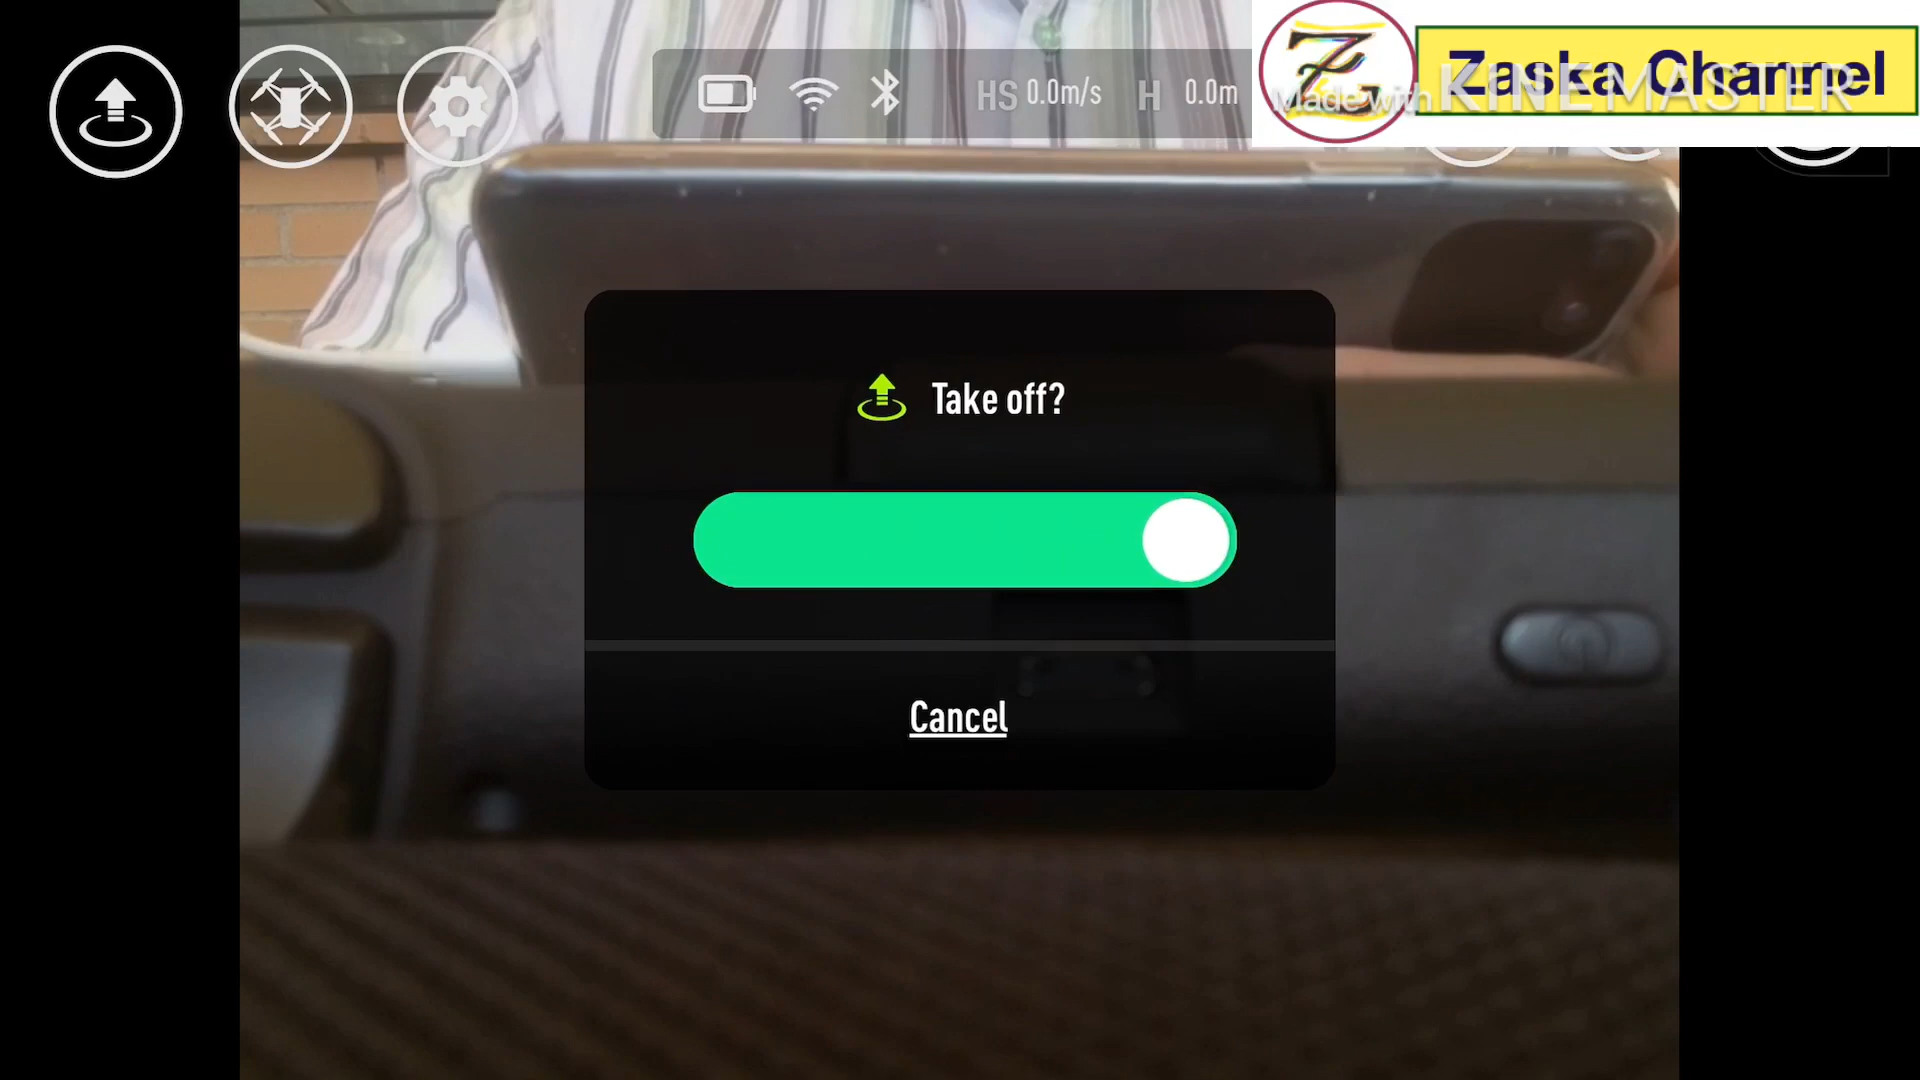 HS 0.0m/s H 0.0m
Z Zaska Channel
Made with KINEMASTER
Take off?
Cancel